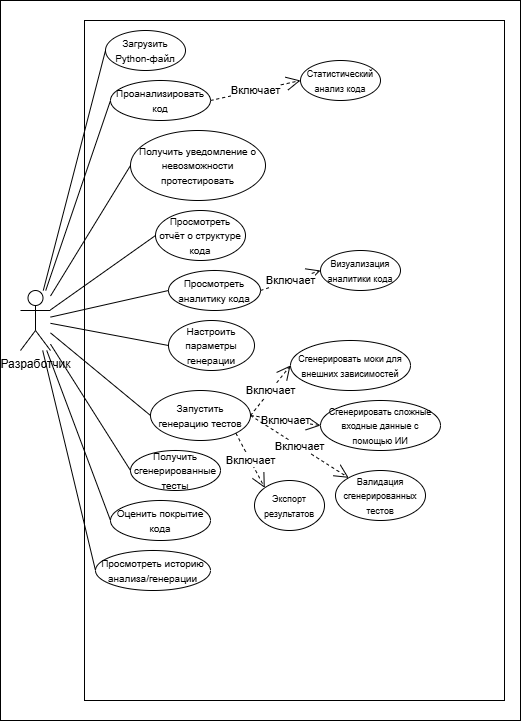 Загрузить
Python-файл
Проанализировать
код
Включает
Статистический
анализ кода
Получить уведомление о
невозможности
протестировать
Просмотреть
отчёт о структуре
кода
Просмотреть
аналитику кода
Включает
Визуализация
аналитики кода
Разработчик
Настроить
параметры
генерации
Запустить
генерацию тестов
Включает
Сгенерировать моки для
внешних зависимостей
Включает
Сгенерировать сложные
входные данные с
помощью ИИ
Включает
Валидация
сгенерированных
тестов
Включает
Экспорт
результатов
Получить
сгенерированные
тесты
Оценить покрытие
кода
Просмотреть историю
анализа/генерации